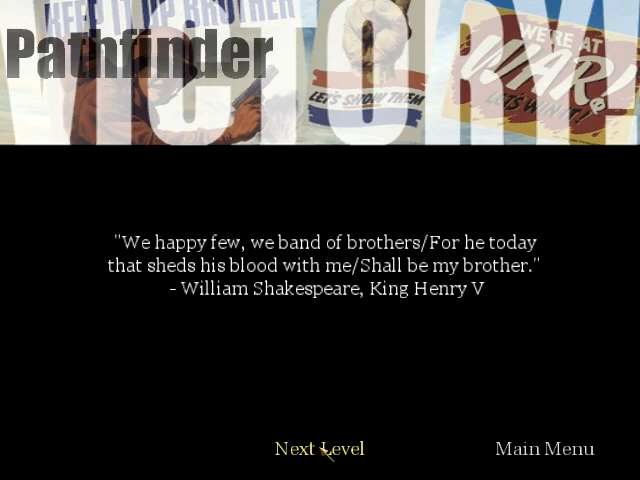 KEEP IT UP BROTHER
VICTORY!
Pathfinder
WE'RE AT
WAR!
LET'S WIN IT!
LET'S SHOW THEM
"We happy few, we band of brothers/For he today
that sheds his blood with me/Shall be my brother."
- William Shakespeare, King Henry V
Next Level
Main Menu